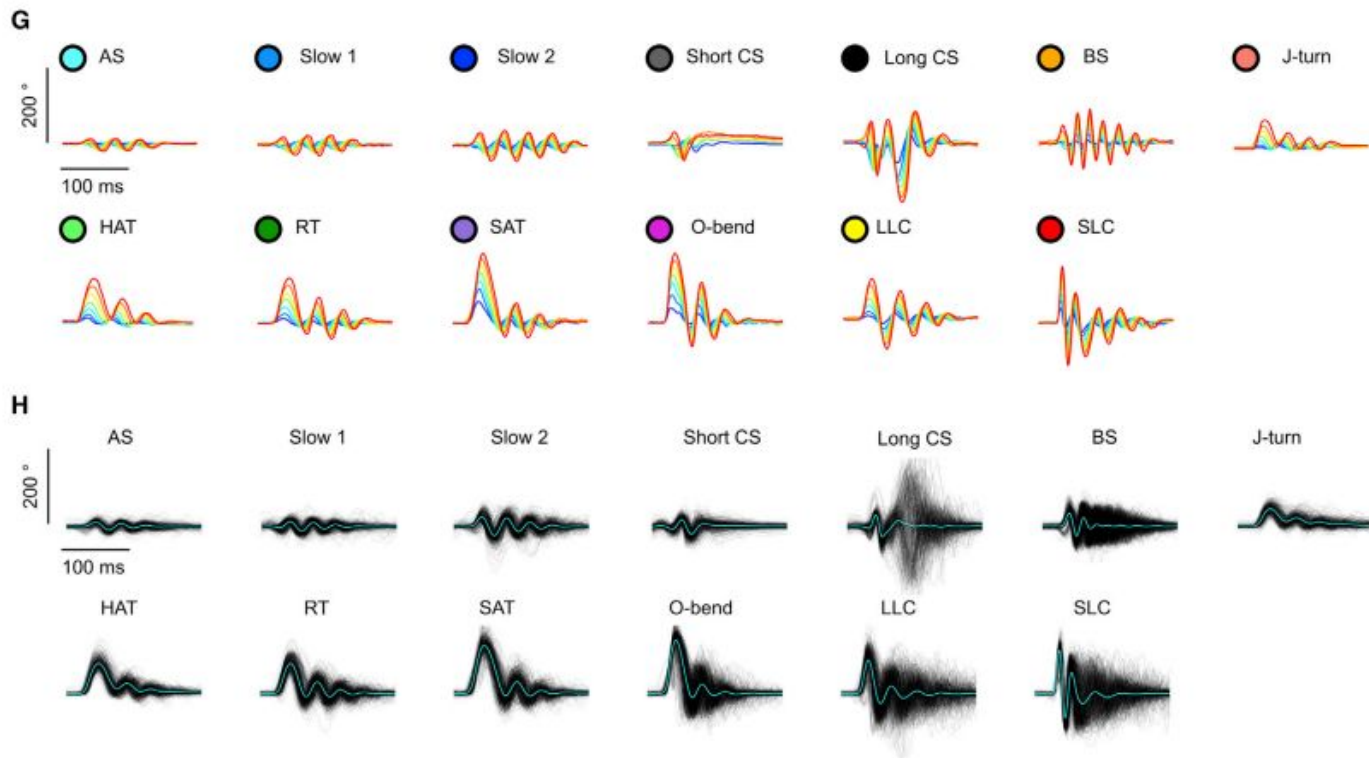 G
AS Slow 1 Slow 2 Short CS Long CS BS J-turn
200 °
100 ms
HAT RT SAT O-bend LLC SLC
H
AS Slow 1 Slow 2 Short CS Long CS BS J-turn
200 °
100 ms
HAT RT SAT O-bend LLC SLC